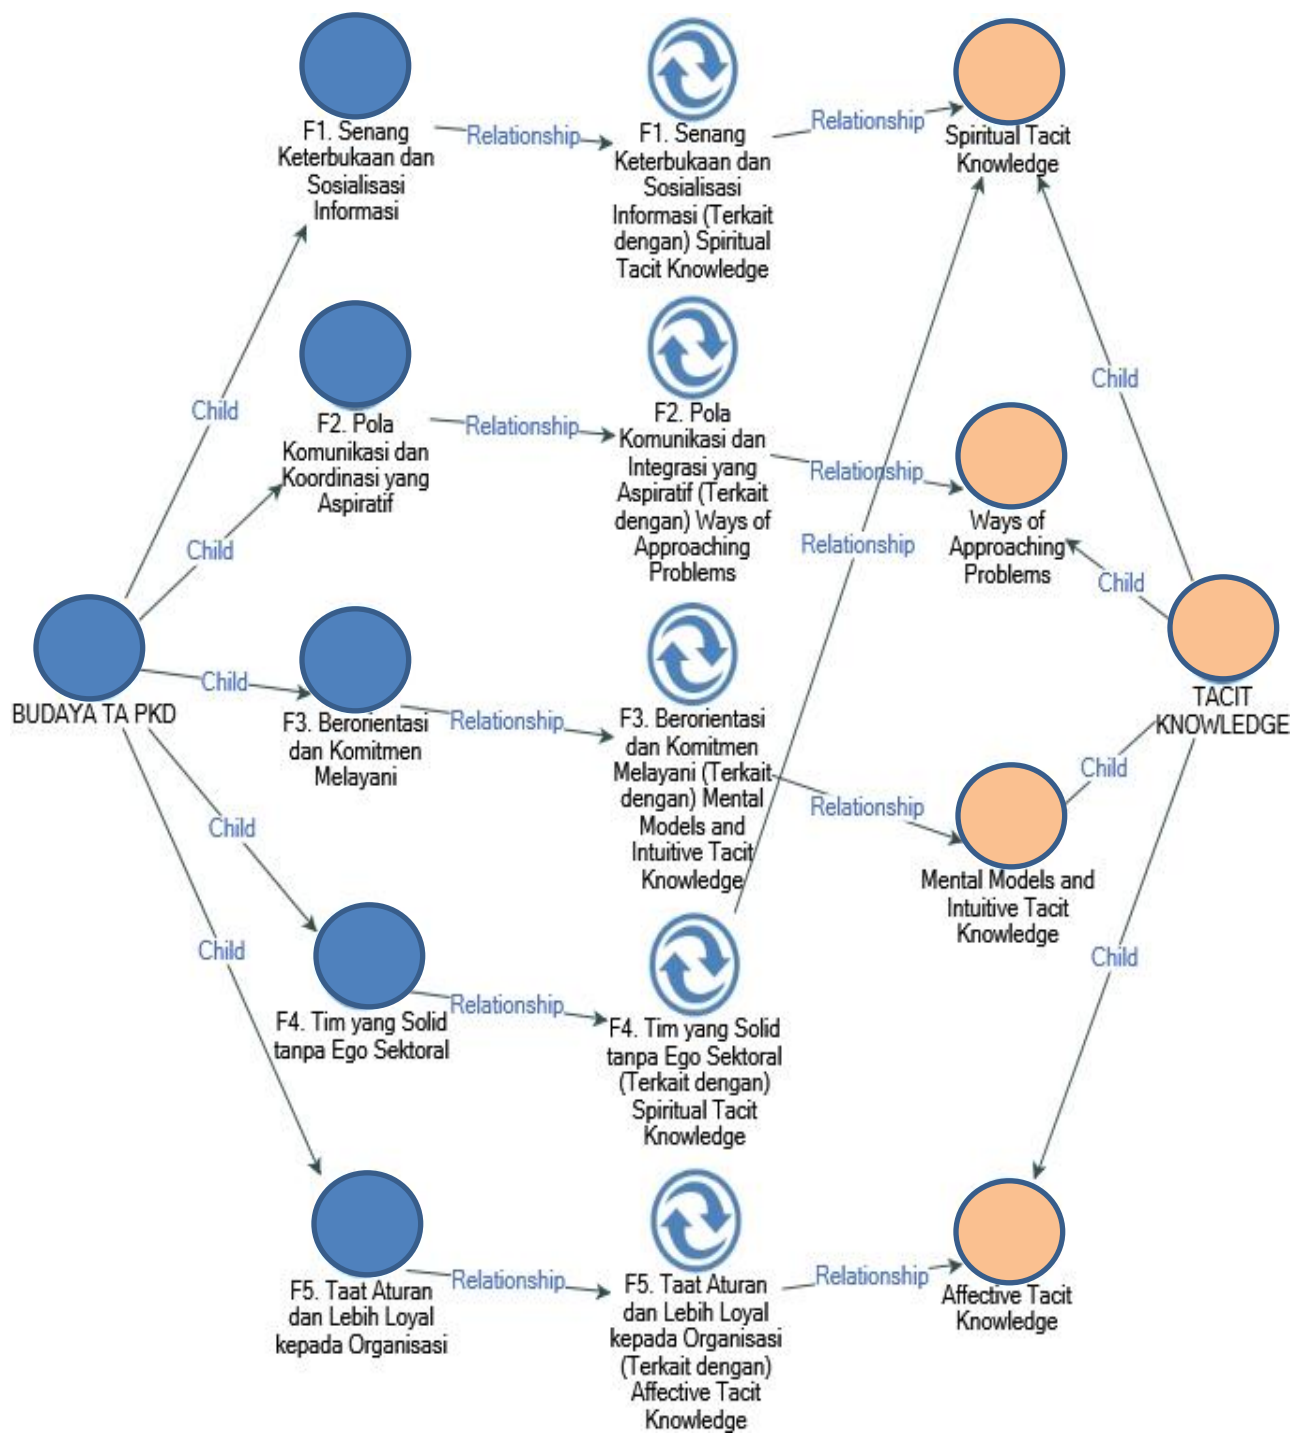 F1. Senang
Keterbukaan dan
Sosialisasi
Informasi
Relationship
F1. Senang
Keterbukaan dan
Sosialisasi
Informasi (Terkait
dengan) Spiritual
Tacit Knowledge
Relationship
Spiritual Tacit
Knowledge
Child
F2. Pola
Komunikasi dan
Koordinasi yang
Aspiratif
Relationship
F2. Pola
Komunikasi dan
Integrasi yang
Aspiratif (Terkait
dengan) Ways of
Approaching
Problems
Relationship
Relationship
Ways of
Approaching
Problems
Child
Child
Child
BUDAYA TA PKD
Child
F3. Berorientasi
dan Komitmen
Melayani
Relationship
F3. Berorientasi
dan Komitmen
Melayani (Terkait
dengan) Mental
Models and
Intuitive Tacit
Knowledge
Relationship
Mental Models and
Intuitive Tacit
Knowledge
TACIT
KNOWLEDGE
Child
Child
Child
Child
F4. Tim yang Solid
tanpa Ego Sektoral
Relationship
F4. Tim yang Solid
tanpa Ego Sektoral
(Terkait dengan)
Spiritual Tacit
Knowledge
F5. Taat Aturan
dan Lebih Loyal
kepada Organisasi
Relationship
F5. Taat Aturan
dan Lebih Loyal
kepada Organisasi
(Terkait dengan)
Affective Tacit
Knowledge
Relationship
Affective Tacit
Knowledge